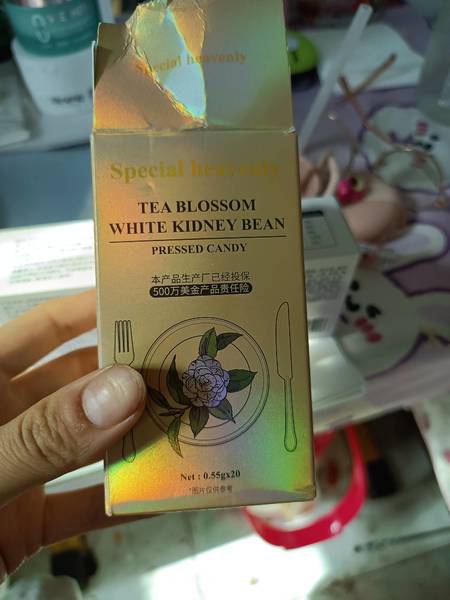 Special heavenly
Special heavenly
TEA BLOSSOM
WHITE KIDNEY BEAN
PRESSED CANDY
本产品生产厂已经投保
500万美金产品责任险
Net : 0.55gx20
*图片仅供参考